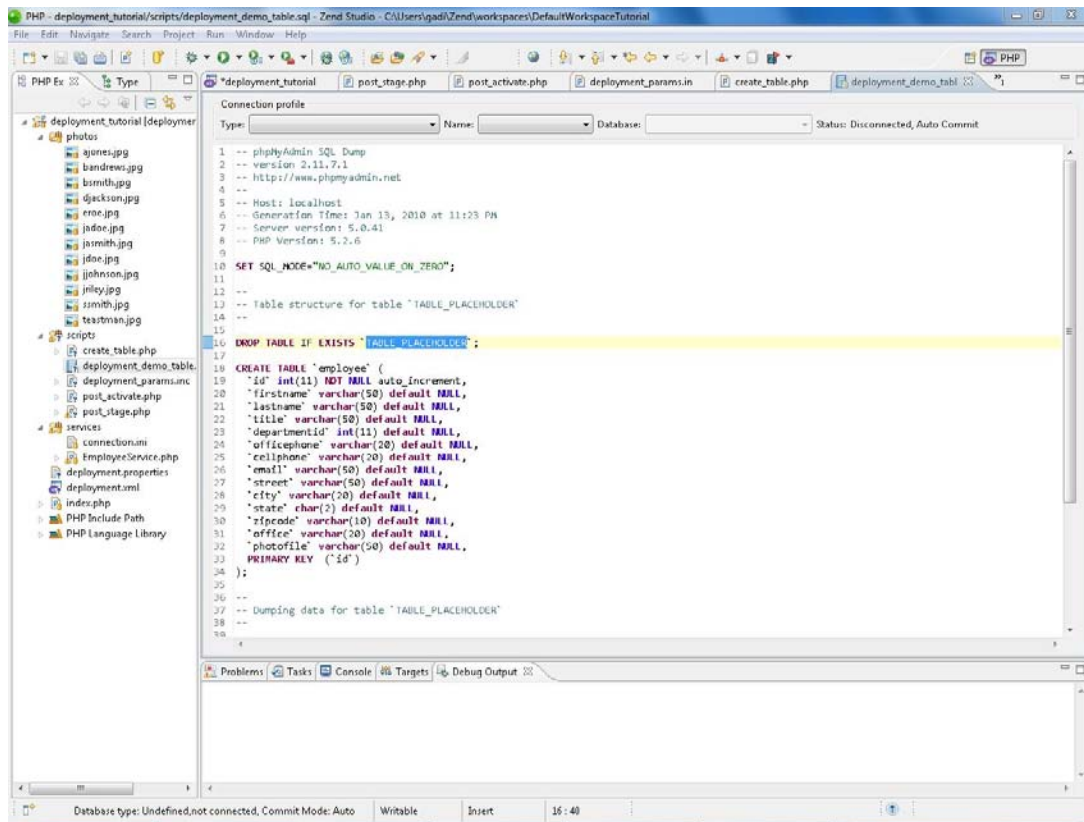 PHP - deployment_tutorial/scripts/deployment_demo_table.sql - Zend Studio - C:\Users\gadi\Zend\workspaces\DefaultWorkspaceTutorial
File Edit Navigate Search Project Run Window Help
PHP
PHP Ex Type
*deployment_tutorial post_stage.php post_activate.php deployment_params.in create_table.php deployment_demo_tabl
Connection profile
Type: Name: Database: Status: Disconnected, Auto Commit
deployment_tutorial [deploymer
photos
ajones.jpg
bandrews.jpg
bsmith.jpg
djackson.jpg
eroe.jpg
jadoe.jpg
jasmith.jpg
jdoe.jpg
jjohnson.jpg
jriley.jpg
ssmith.jpg
teastman.jpg
scripts
create_table.php
deployment_demo_table.
deployment_params.inc
post_activate.php
post_stage.php
services
connection.ini
EmployeeService.php
deployment.properties
deployment.xml
index.php
PHP Include Path
PHP Language Library
1 -- phpMyAdmin SQL Dump
2 -- version 2.11.7.1
3 -- http://www.phpmyadmin.net
4 --
5 -- Host: localhost
6 -- Generation Time: Jan 13, 2010 at 11:23 PM
7 -- Server version: 5.0.41
8 -- PHP Version: 5.2.6
9
10 SET SQL_MODE="NO_AUTO_VALUE_ON_ZERO";
11
12 --
13 -- Table structure for table `TABLE_PLACEHOLDER`
14 --
15
16 DROP TABLE IF EXISTS `TABLE_PLACEHOLDER`;
17
18 CREATE TABLE `employee` (
19 `id` int(11) NOT NULL auto_increment,
20 `firstname` varchar(50) default NULL,
21 `lastname` varchar(50) default NULL,
22 `title` varchar(50) default NULL,
23 `departmentid` int(11) default NULL,
24 `officephone` varchar(20) default NULL,
25 `cellphone` varchar(20) default NULL,
26 `email` varchar(50) default NULL,
27 `street` varchar(50) default NULL,
28 `city` varchar(20) default NULL,
29 `state` char(2) default NULL,
30 `zipcode` varchar(10) default NULL,
31 `office` varchar(20) default NULL,
32 `photofile` varchar(50) default NULL,
33 PRIMARY KEY (`id`)
34 );
35
36 --
37 -- Dumping data for table `TABLE_PLACEHOLDER`
38 --
39
Problems Tasks Console Targets Debug Output
Database type: Undefined,not connected, Commit Mode: Auto Writable Insert 16 : 40